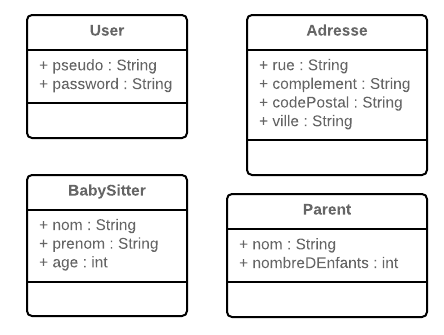 User
+ pseudo : String
+ password : String
Adresse
+ rue : String
+ complement : String
+ codePostal : String
+ ville : String
BabySitter
+ nom : String
+ prenom : String
+ age : int
Parent
+ nom : String
+ nombreDEnfants : int